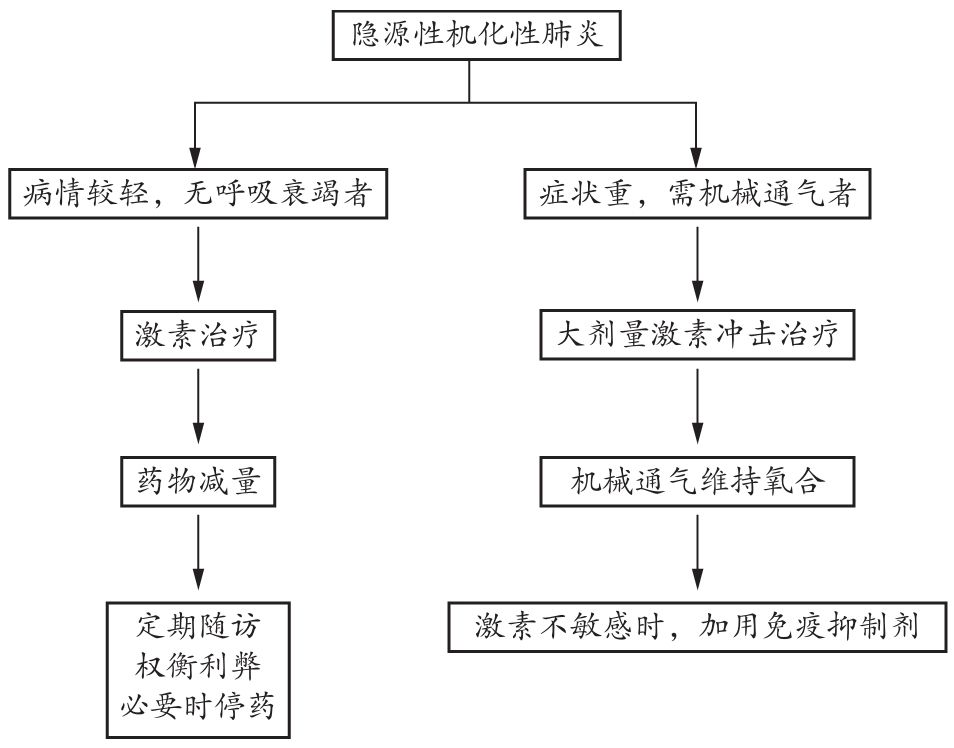 隐源性机化性肺炎
病情较轻，无呼吸衰竭者
症状重，需机械通气者
激素治疗
大剂量激素冲击治疗
药物减量
机械通气维持氧合
定期随访
权衡利弊
必要时停药
激素不敏感时，加用免疫抑制剂